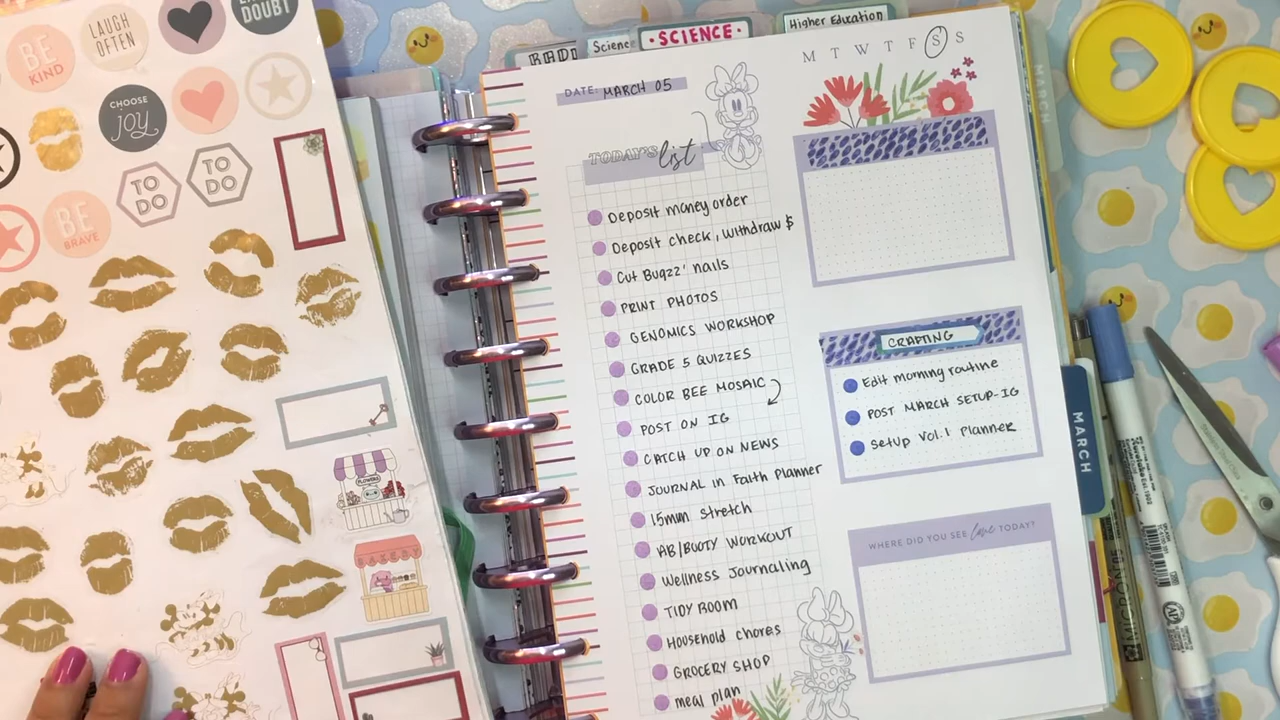 DOUBT
LAUGH
OFTEN
BE
KIND
CHOOSE
joy
TO
DO
TO
DO
BE
BRAVE
FLOWERS
BAKERY
Science
• SCIENCE •
Higher Education
M T W T F S S
DATE: MARCH 05
TODAY'S list
Deposit money order
Deposit check, withdraw $
Cut Bugzz' nails
PRINT PHOTOS
GENOMICS WORKSHOP
GRADE 5 QUIZZES
COLOR BEE MOSAIC
POST ON IG
CATCH UP ON NEWS
JOURNAL in Faith Planner
15min Stretch
AB/BOOTY WORKOUT
Wellness Journaling
TIDY ROOM
Household chores
GROCERY SHOP
meal plan
CRAFTING
Edit morning routine
POST MARCH SETUP-IG
Setup Vol.1 Planner
WHERE DID YOU SEE love TODAY?
MARCH
MARCH
MICRON